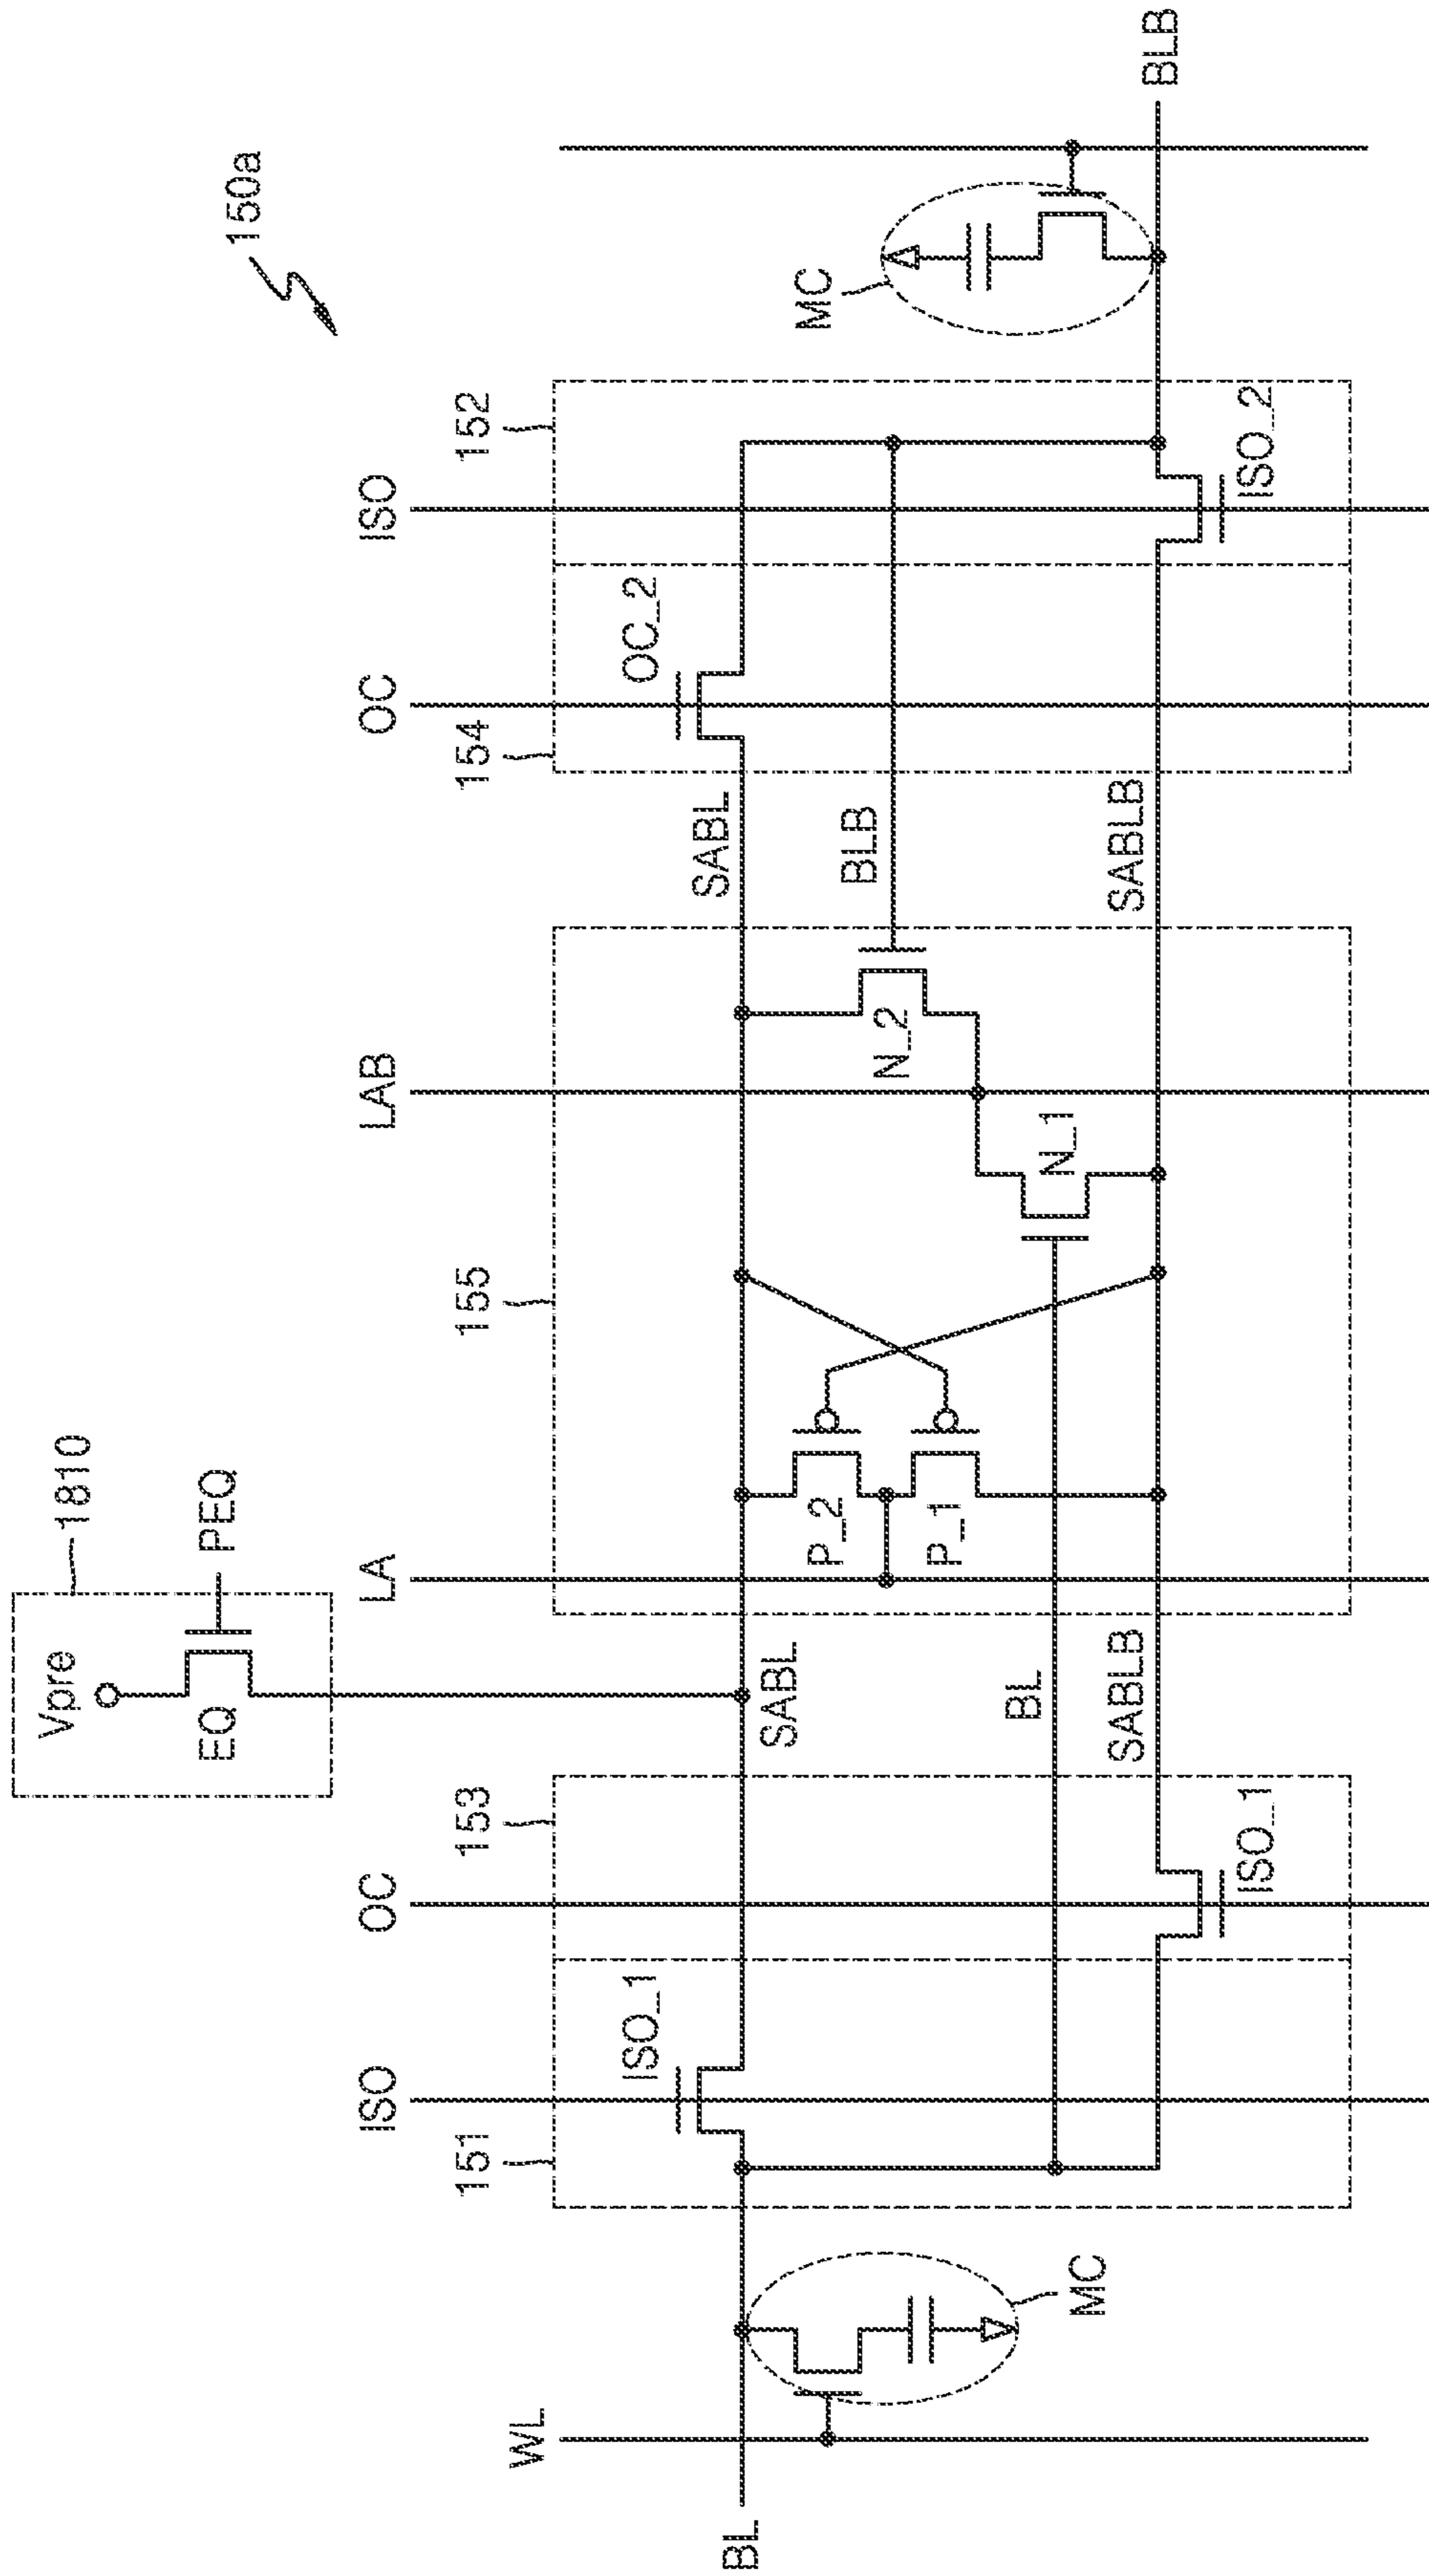 Vpre
1810
EQ
PEQ
150a
ISO
OC
LA
LAB
OC
ISO
151
153
155
154
152
WL
ISO_1
OC_2
SABL
BL
SABL
MC
P_2
BLB
N_2
P_1
BL
N_1
MC
SABLB
SABLB
BLB
ISO_1
ISO_2